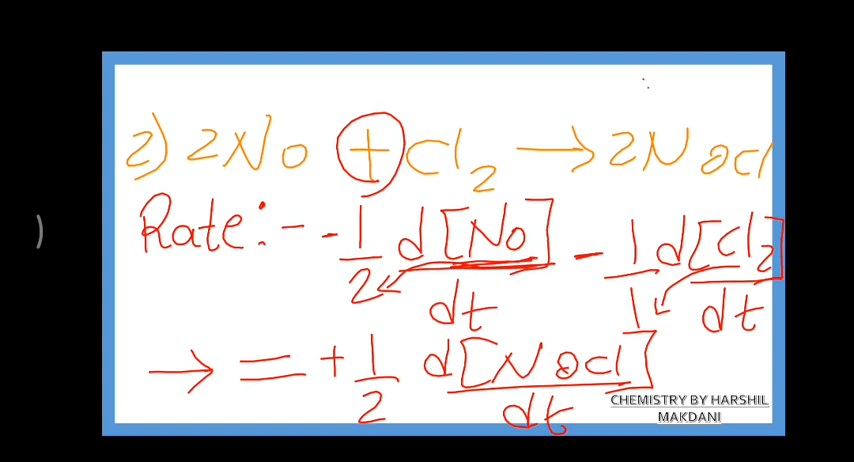 )
2) 2No + Cl2 → 2Nocl
Rate:- -1/2 d[No]/dt - 1/1 d[Cl2]/dt
→ = +1/2 d[Nocl]/dt
CHEMISTRY BY HARSHIL
MAKDANI